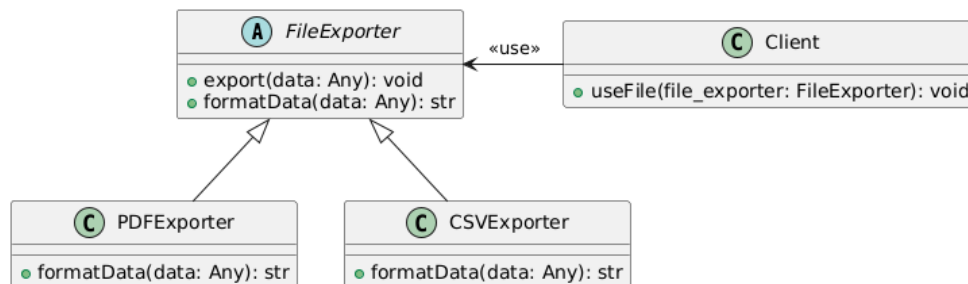 A FileExporter
export(data: Any): void
formatData(data: Any): str
«use»
C Client
useFile(file_exporter: FileExporter): void
C PDFExporter
formatData(data: Any): str
C CSVExporter
formatData(data: Any): str